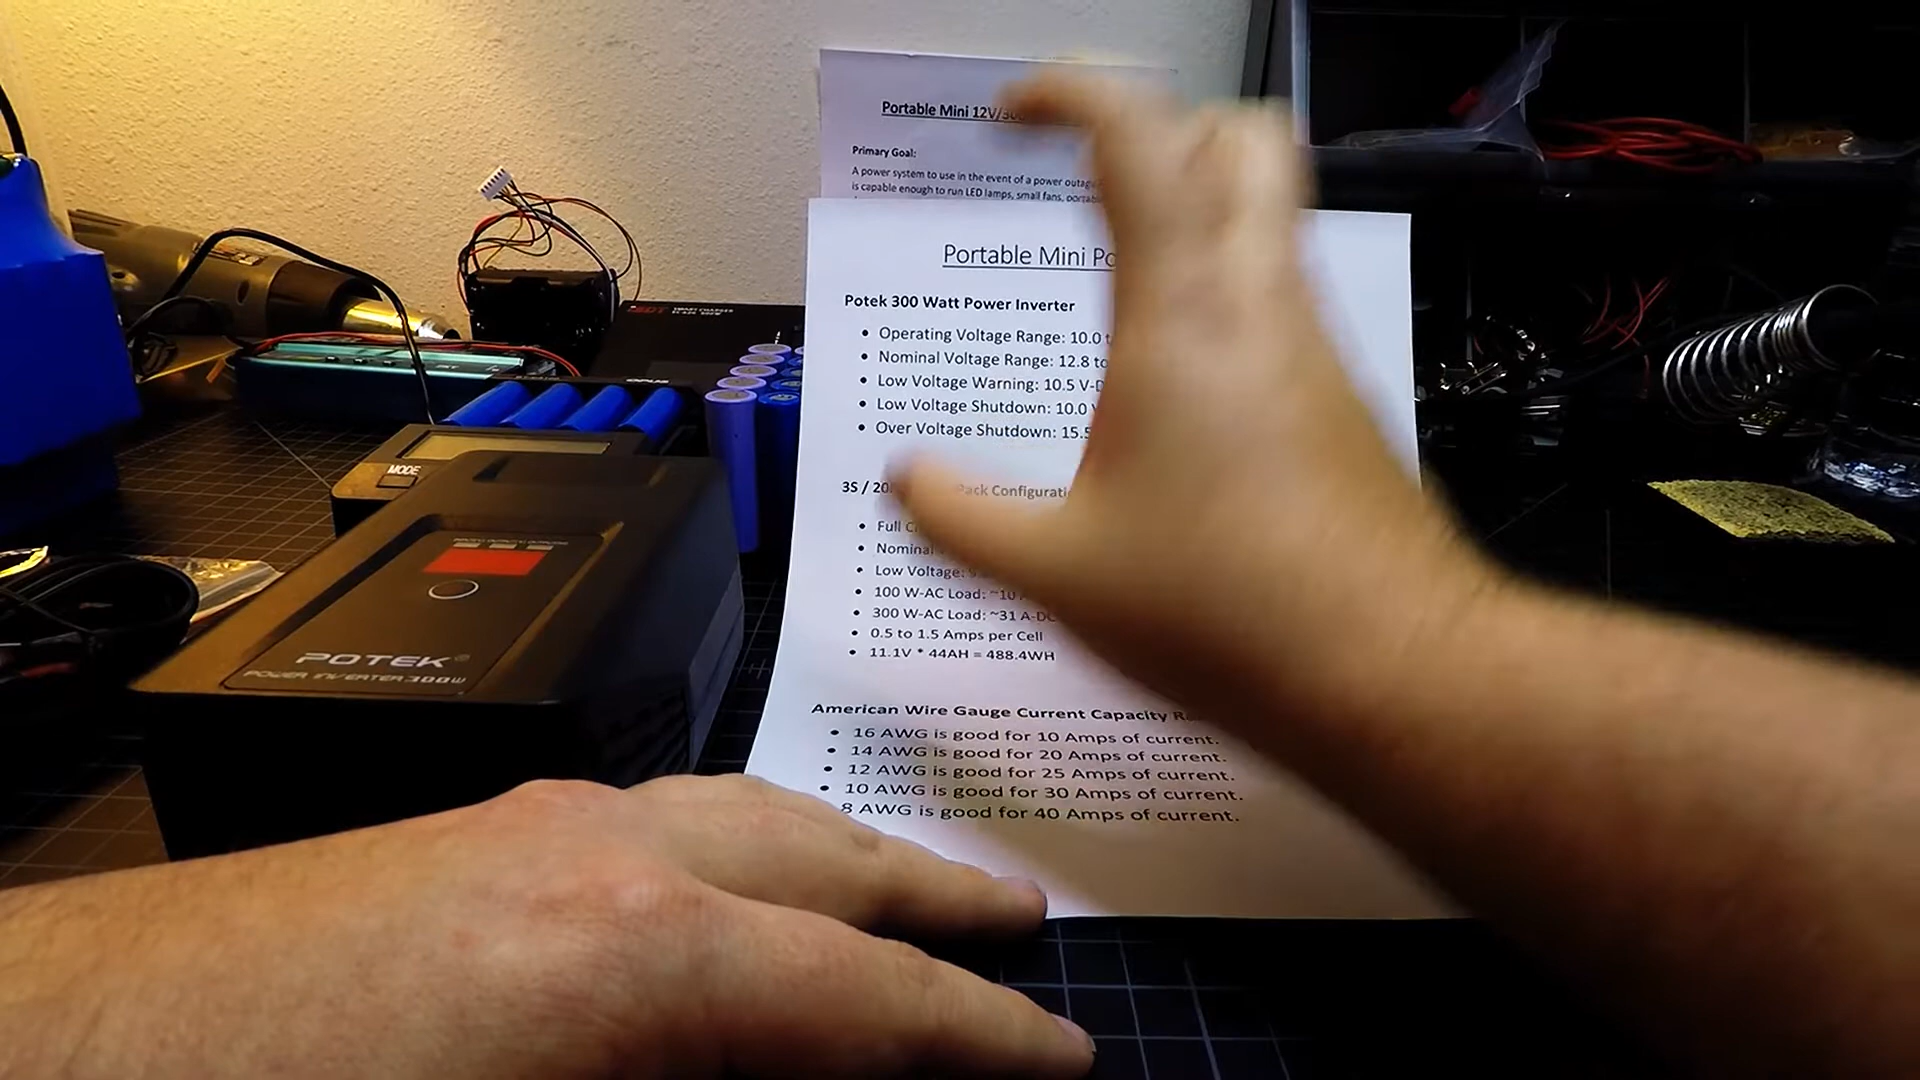 Portable Mini 12V/30
Primary Goal:
A power system to use in the event of a power outag
is capable enough to run LED lamps, small fans, portab
Portable Mini Po
Potek 300 Watt Power Inverter
• Operating Voltage Range: 10.0 t
• Nominal Voltage Range: 12.8 to
• Low Voltage Warning: 10.5 V-D
• Low Voltage Shutdown: 10.0 V
• Over Voltage Shutdown: 15.5
3S / 20 Pack Configurati
• Full C
• Nominal
• Low Voltage: 9.
• 100 W-AC Load: ~10 A
• 300 W-AC Load: ~31 A-DC
• 0.5 to 1.5 Amps per Cell
• 11.1V * 44AH = 488.4WH
American Wire Gauge Current Capacity R
• 16 AWG is good for 10 Amps of current.
• 14 AWG is good for 20 Amps of current.
• 12 AWG is good for 25 Amps of current.
• 10 AWG is good for 30 Amps of current.
8 AWG is good for 40 Amps of current.
MODE
POTEK®
POWER INVERTER 300W
SMART CHARGER